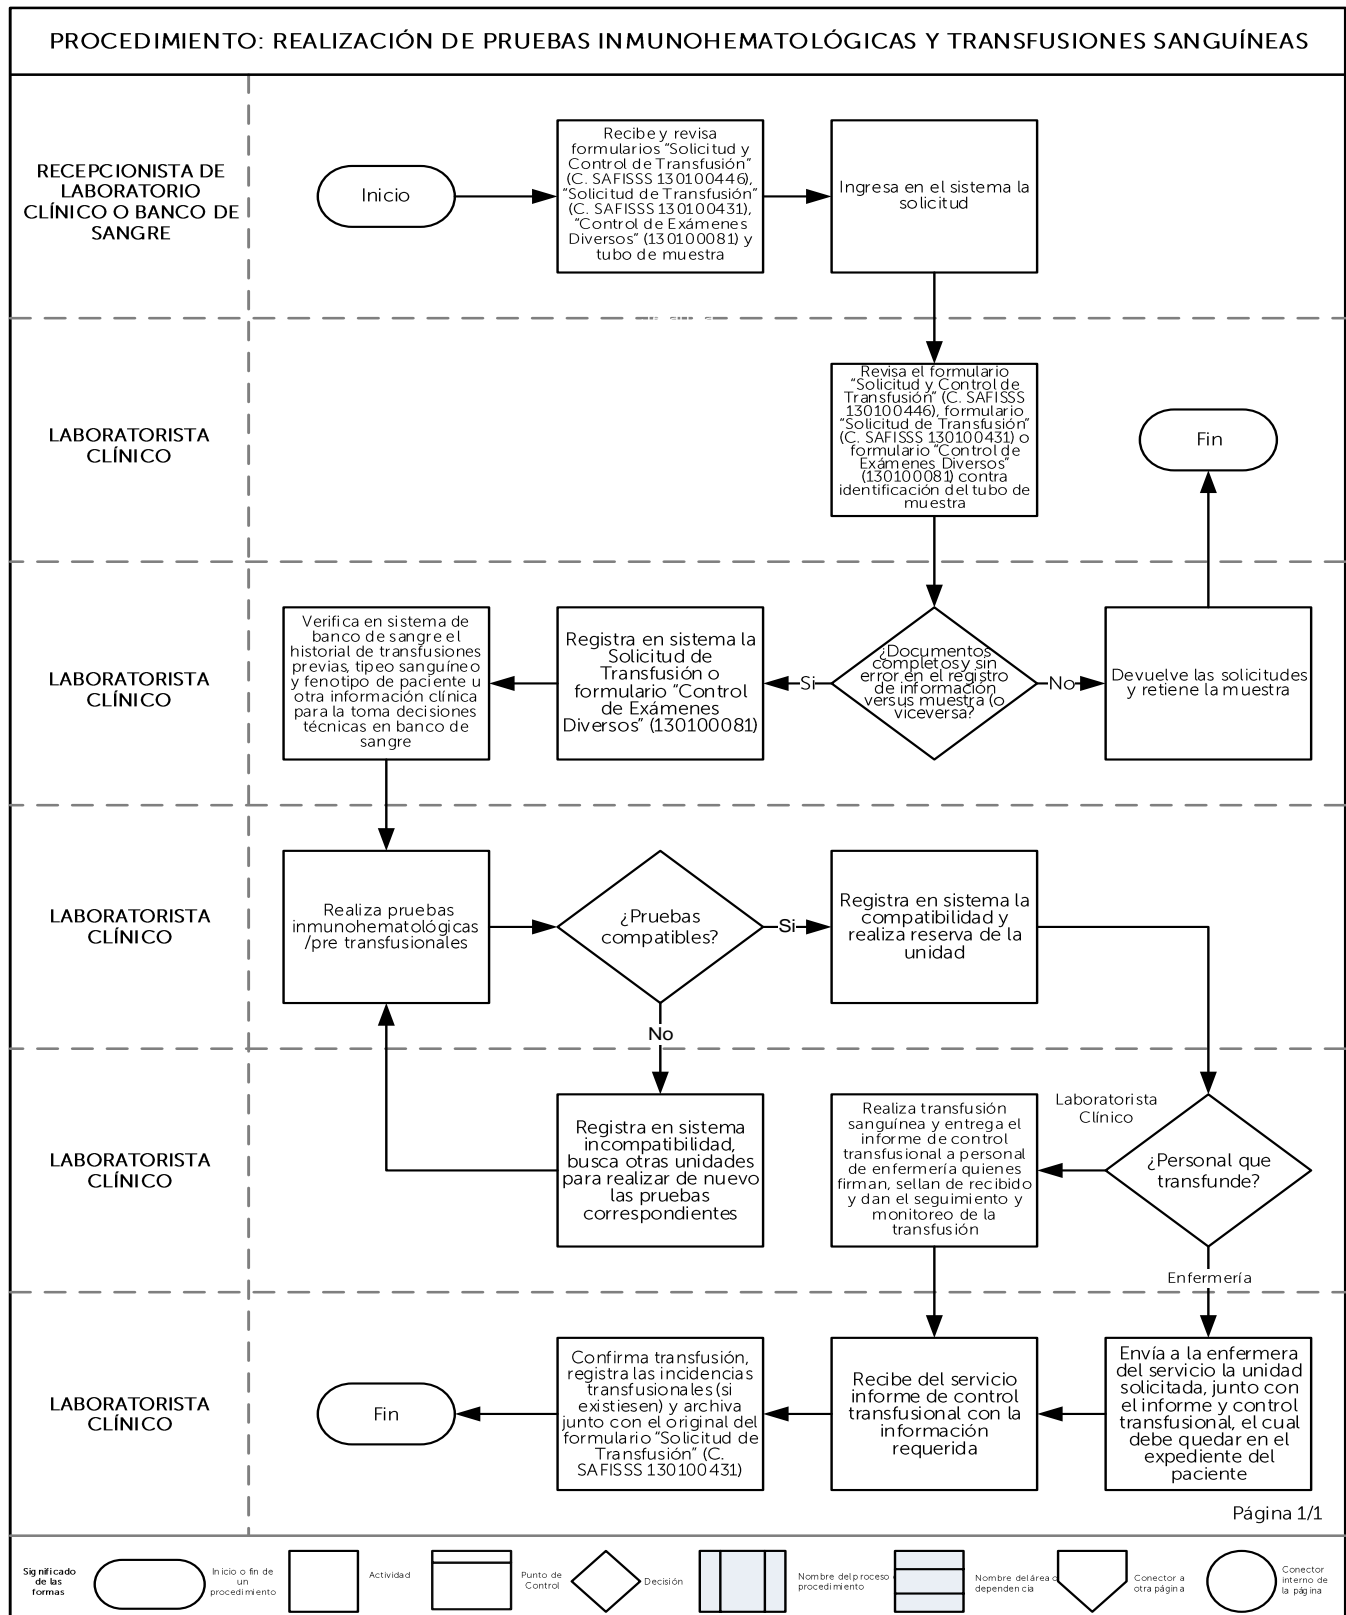 PROCEDIMIENTO: REALIZACIÓN DE PRUEBAS INMUNOHEMATOLÓGICAS Y TRANSFUSIONES SANGUÍNEAS
RECEPCIONISTA DE
LABORATORIO
CLÍNICO O BANCO DE
SANGRE
Inicio
Recibe y revisa
formularios "Solicitud y
Control de Transfusión"
(C. SAFISSS 130100446),
"Solicitud de Transfusión"
(C. SAFISSS 130100431),
"Control de Exámenes
Diversos" (130100081) y
tubo de muestra
Ingresa en el sistema la
solicitud
LABORATORISTA
CLÍNICO
Revisa el formulario
"Solicitud y Control de
Transfusión" (C. SAFISSS
130100446), formulario
"Solicitud de Transfusión"
(C. SAFISSS 130100431) o
formulario "Control de
Exámenes Diversos"
(130100081) contra
identificación del tubo de
muestra
Fin
LABORATORISTA
CLÍNICO
Verifica en sistema de
banco de sangre el
historial de transfusiones
previas, tipeo sanguíneo
y fenotipo de paciente u
otra información clínica
para la toma decisiones
técnicas en banco de
sangre
Registra en sistema la
Solicitud de
Transfusión o
formulario "Control
de Exámenes
Diversos" (130100081)
Si
¿Documentos
completos y sin
error en el registro
de información
versus muestra (o
viceversa?
No
Devuelve las solicitudes
y retiene la muestra
LABORATORISTA
CLÍNICO
Realiza pruebas
inmunohematológicas
/pre transfusionales
¿Pruebas
compatibles?
Si
No
Registra en sistema la
compatibilidad y
realiza reserva de la
unidad
LABORATORISTA
CLÍNICO
Registra en sistema
incompatibilidad,
busca otras unidades
para realizar de nuevo
las pruebas
correspondientes
Realiza transfusión
sanguínea y entrega el
informe de control
transfusional a personal
de enfermería quienes
firman, sellan de recibido
y dan el seguimiento y
monitoreo de la
transfusión
Laboratorista
Clínico
¿Personal que
transfunde?
Enfermería
LABORATORISTA
CLÍNICO
Fin
Confirma transfusión,
registra las incidencias
transfusionales (si
existiesen) y archiva
junto con el original del
formulario "Solicitud de
Transfusión" (C.
SAFISSS 130100431)
Recibe del servicio
informe de control
transfusional con la
información
requerida
Envía a la enfermera
del servicio la unidad
solicitada, junto con
el informe y control
transfusional, el cual
debe quedar en el
expediente del
paciente
Página 1/1
Significado
de las
formas
Inicio o fin de
un
procedimiento
Actividad
Punto de
Control
Decisión
Nombre del proceso o
procedimiento
Nombre del área o
dependencia
Conector a
otra página
Conector
interno de
la página